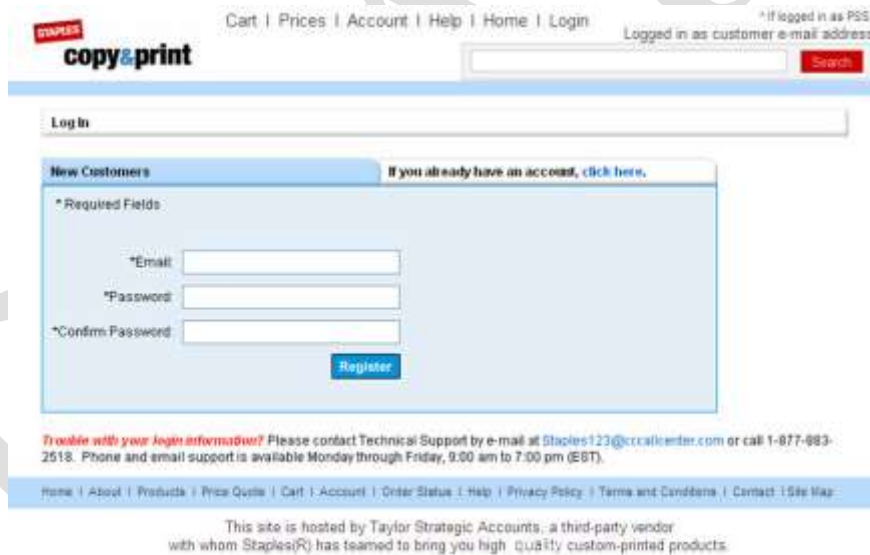 STAPLES
copy&print
Cart | Prices | Account | Help | Home | Login
* If logged in as PSS
Logged in as customer e-mail address
Search
Log In
New Customers
If you already have an account, click here.
* Required Fields
*Email:
*Password:
*Confirm Password:
Register
Trouble with your login information? Please contact Technical Support by e-mail at Staples123@cccallcenter.com or call 1-877-883-
2518. Phone and email support is available Monday through Friday, 9:00 am to 7:00 pm (EST).
Home | About | Products | Price Quote | Cart | Account | Order Status | Help | Privacy Policy | Terms and Conditions | Contact | Site Map
This site is hosted by Taylor Strategic Accounts, a third-party vendor
with whom Staples(R) has teamed to bring you high quality custom-printed products.